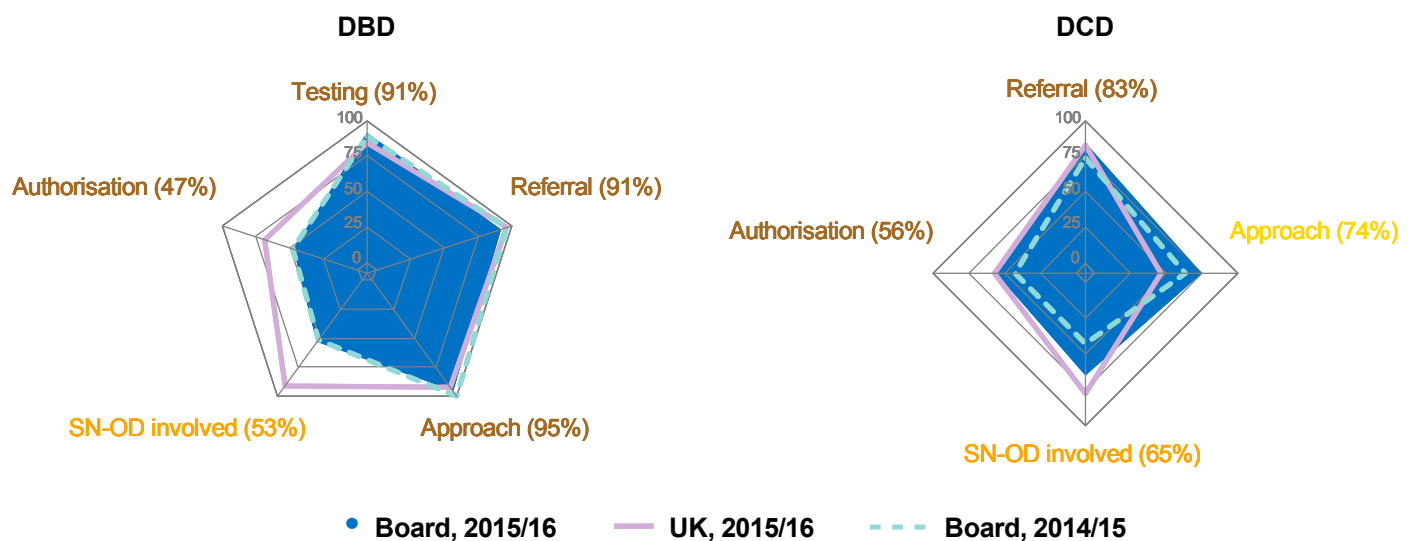 DBD
Testing (91%)
100
75
50
25
0
Authorisation (47%)
Referral (91%)
SN-OD involved (53%)
Approach (95%)
DCD
Referral (83%)
100
75
50
25
0
Authorisation (56%)
Approach (74%)
SN-OD involved (65%)
Board, 2015/16 UK, 2015/16 Board, 2014/15